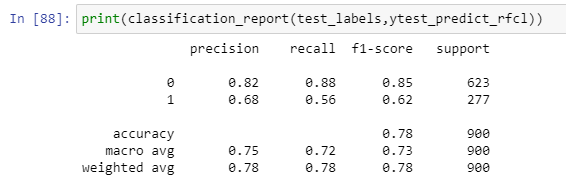 In [88]: print(classification_report(test_labels,ytest_predict_rfcl))
precision recall f1-score support
0 0.82 0.88 0.85 623
1 0.68 0.56 0.62 277
accuracy 0.78 900
macro avg 0.75 0.72 0.73 900
weighted avg 0.78 0.78 0.78 900